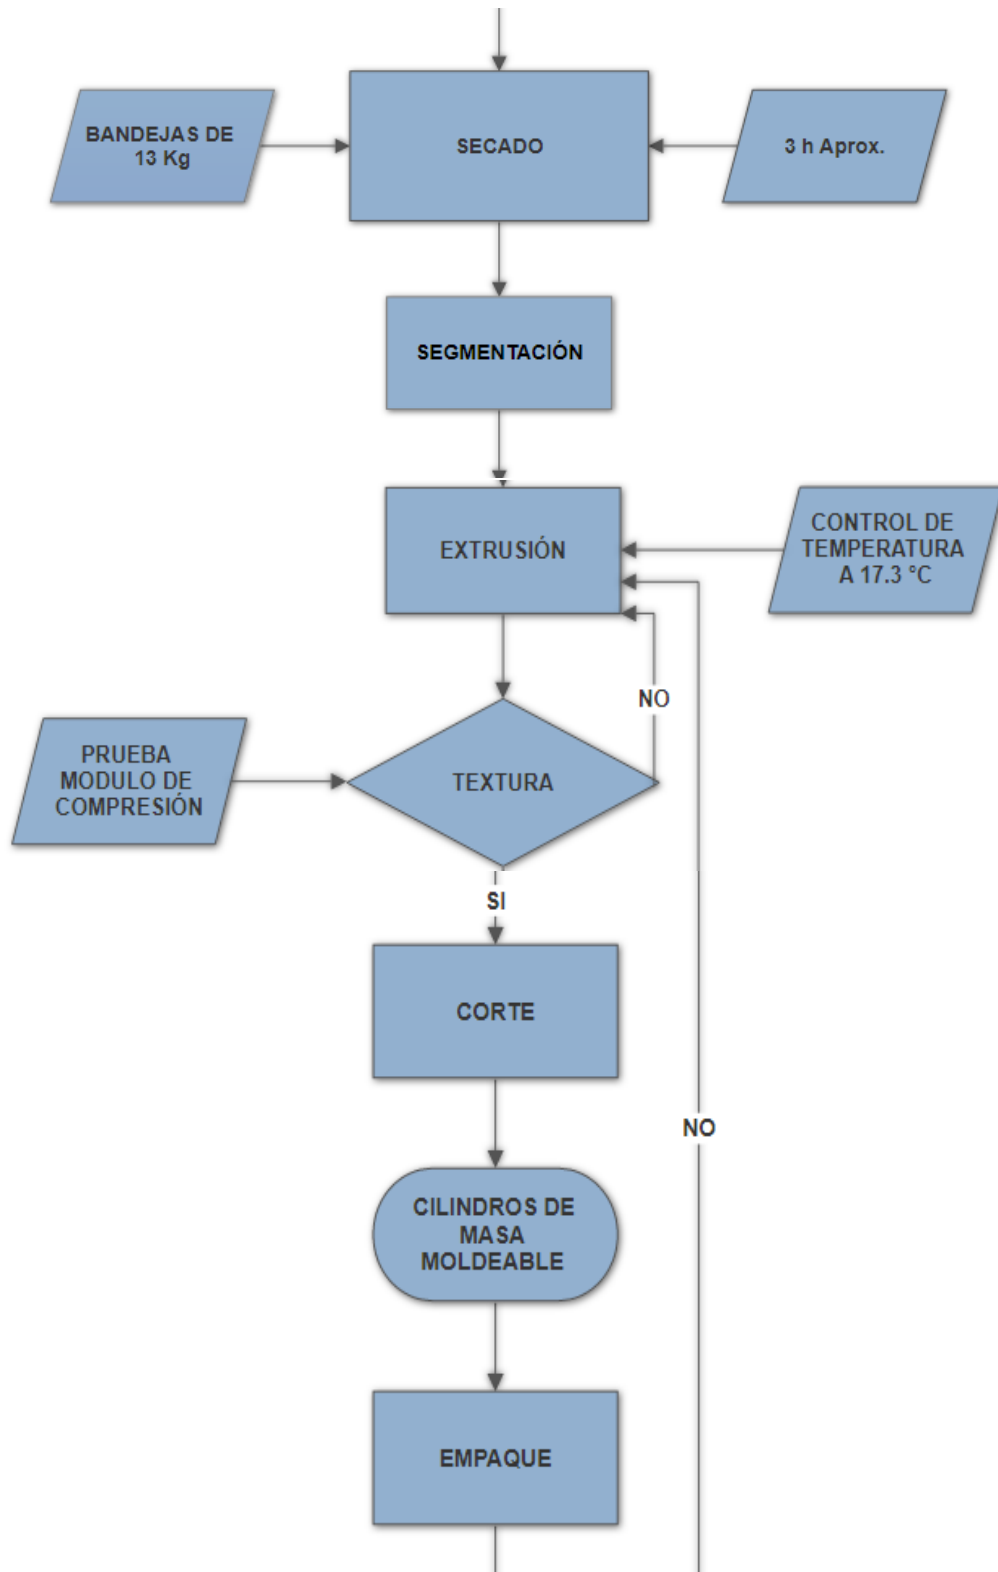 BANDEJAS DE
13 Kg
SECADO
3 h Aprox.
SEGMENTACIÓN
EXTRUSIÓN
CONTROL DE
TEMPERATURA
A 17.3 °C
NO
PRUEBA
MODULO DE
COMPRESIÓN
TEXTURA
SI
CORTE
NO
CILINDROS DE
MASA
MOLDEABLE
EMPAQUE